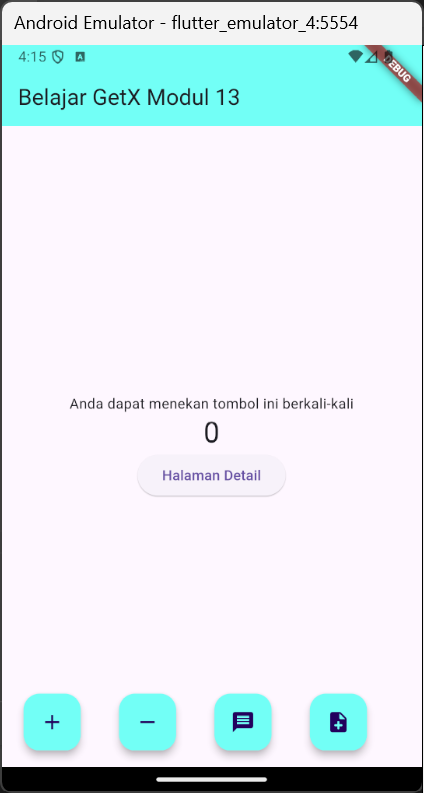 Android Emulator - flutter_emulator_4:5554
4:15
A
DEBUG
Belajar GetX Modul 13
Anda dapat menekan tombol ini berkali-kali
0
Halaman Detail